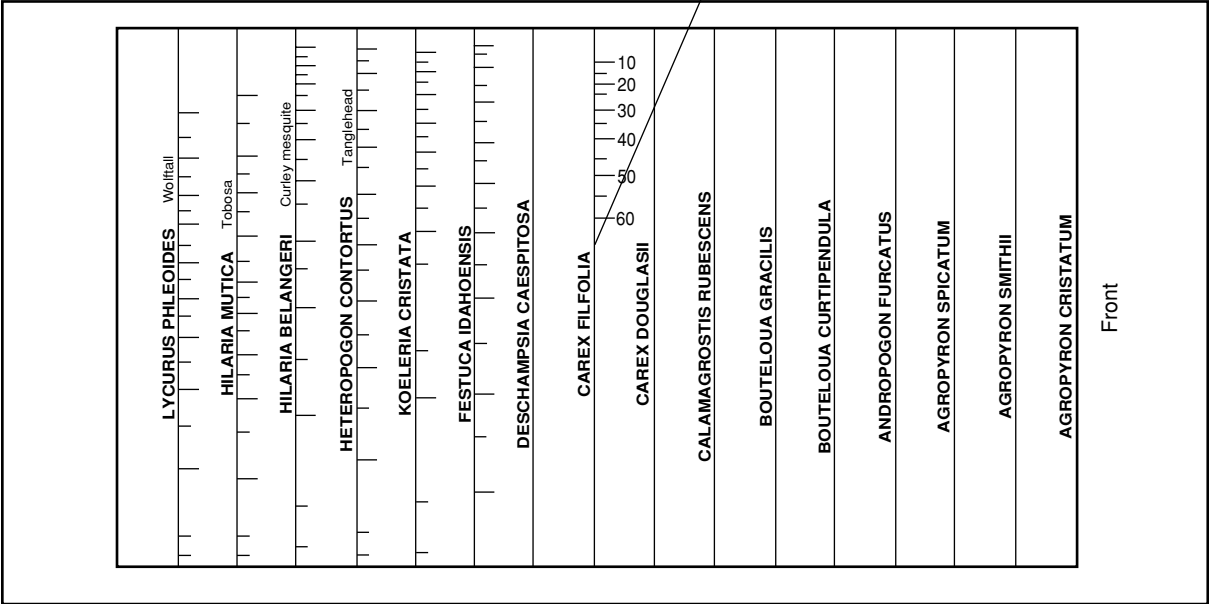 LYCURUS PHLEOIDES Wolftall
HILARIA MUTICA Tobosa
HILARIA BELANGERI Curley mesquite
HETEROPOGON CONTORTUS Tanglehead
KOELERIA CRISTATA
FESTUCA IDAHOENSIS
DESCHAMPSIA CAESPITOSA
CAREX FILFOLIA
10
20
30
40
50
60
CAREX DOUGLASII
CALAMAGROSTIS RUBESCENS
BOUTELOUA GRACILIS
BOUTELOUA CURTIPENDULA
ANDROPOGON FURCATUS
AGROPYRON SPICATUM
AGROPYRON SMITHII
AGROPYRON CRISTATUM
Front